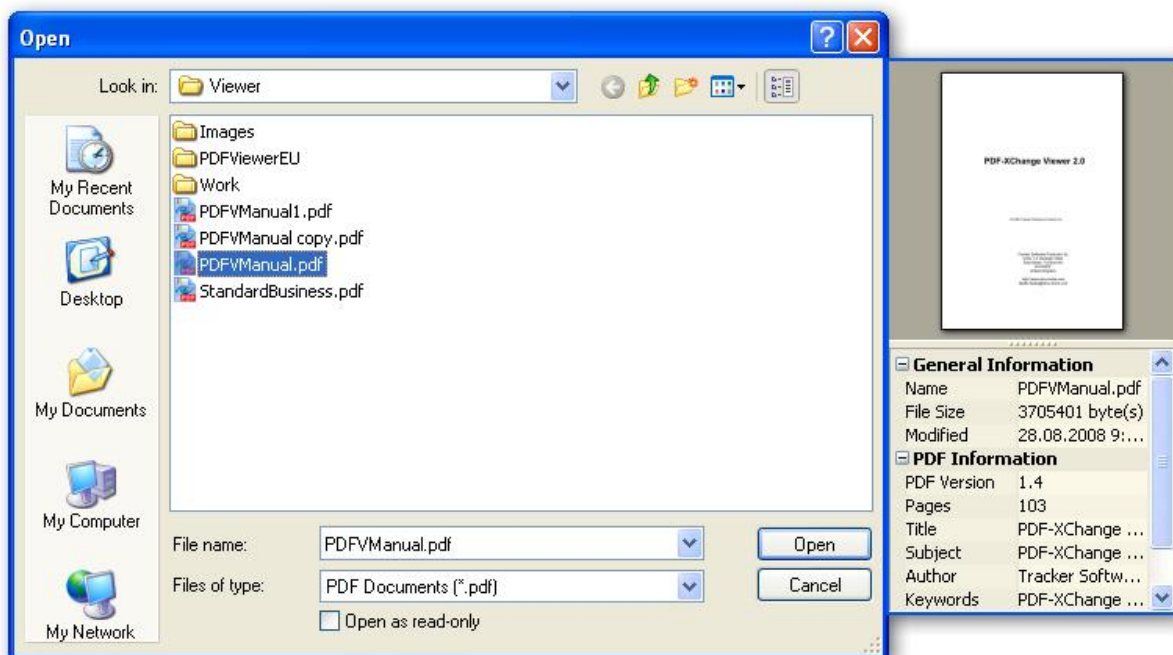 Open
Look in:
Viewer
My Recent
Documents
Desktop
My Documents
My Computer
My Network
Images
PDFViewerEU
Work
PDFVManual1.pdf
PDFVManual copy.pdf
PDFVManual.pdf
StandardBusiness.pdf
File name:
PDFVManual.pdf
Open
Files of type:
PDF Documents (*.pdf)
Cancel
Open as read-only
PDF-XChange Viewer 2.0
General Information
Name PDFVManual.pdf
File Size 3705401 byte(s)
Modified 28.08.2008 9:...
PDF Information
PDF Version 1.4
Pages 103
Title PDF-XChange ...
Subject PDF-XChange ...
Author Tracker Softw...
Keywords PDF-XChange ...